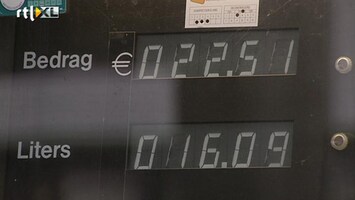 rtl XL
Bedrag € 022.51
Liters 016.09